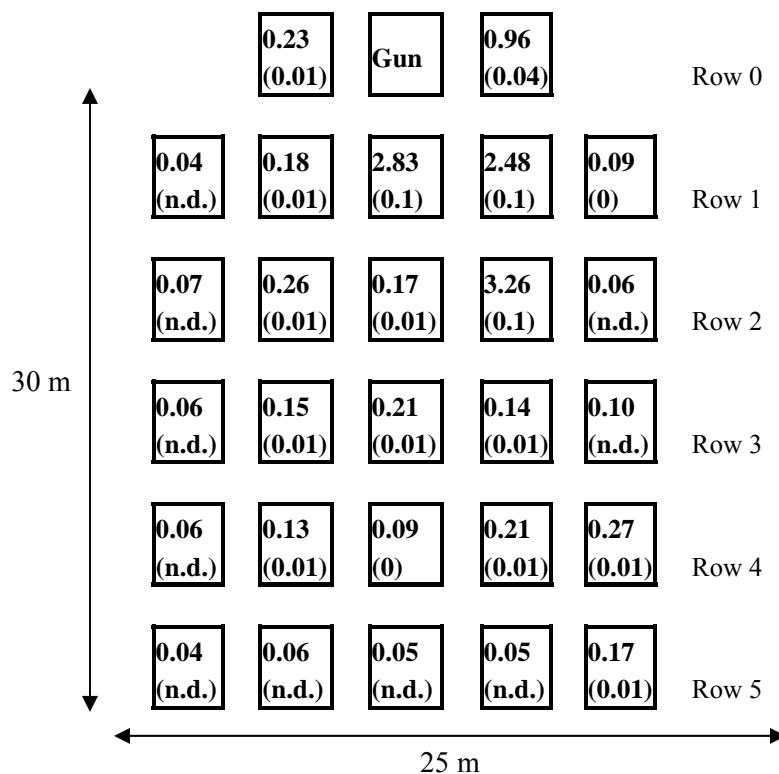 0.23
(0.01)
Gun
0.96
(0.04)
Row 0
0.04
(n.d.)
0.18
(0.01)
2.83
(0.1)
2.48
(0.1)
0.09
(0)
Row 1
0.07
(n.d.)
0.26
(0.01)
0.17
(0.01)
3.26
(0.1)
0.06
(n.d.)
Row 2
30 m
0.06
(n.d.)
0.15
(0.01)
0.21
(0.01)
0.14
(0.01)
0.10
(n.d.)
Row 3
0.06
(n.d.)
0.13
(0.01)
0.09
(0)
0.21
(0.01)
0.27
(0.01)
Row 4
0.04
(n.d.)
0.06
(n.d.)
0.05
(n.d.)
0.05
(n.d.)
0.17
(0.01)
Row 5
25 m